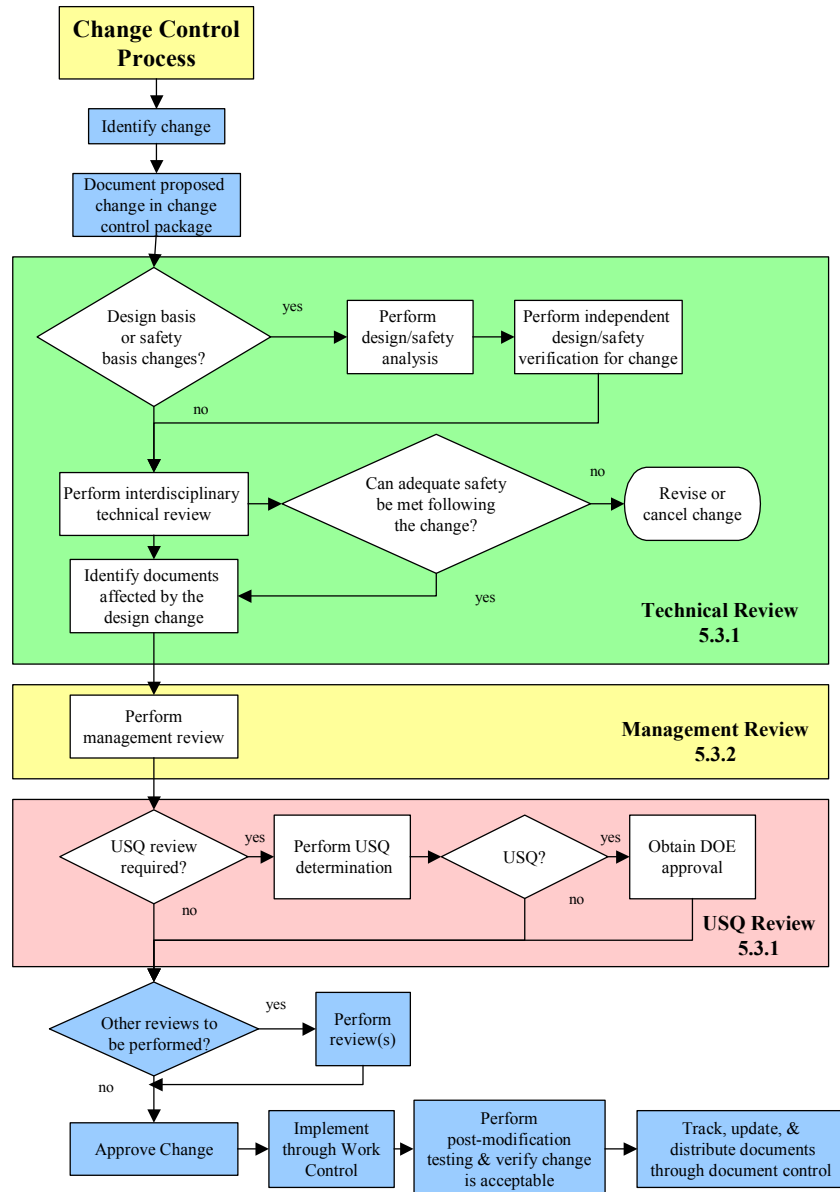 Change Control
Process
Identify change
Document proposed
change in change
control package
Design basis
or safety
basis changes?
yes
Perform
design/safety
analysis
Perform independent
design/safety
verification for change
no
Perform interdisciplinary
technical review
Can adequate safety
be met following
the change?
no
Revise or
cancel change
Identify documents
affected by the
design change
yes
Technical Review
5.3.1
Perform
management review
Management Review
5.3.2
USQ review
required?
yes
Perform USQ
determination
USQ?
yes
Obtain DOE
approval
no
no
USQ Review
5.3.1
Other reviews to
be performed?
yes
Perform
review(s)
no
Approve Change
Implement
through Work
Control
Perform
post-modification
testing & verify change
is acceptable
Track, update, &
distribute documents
through document control